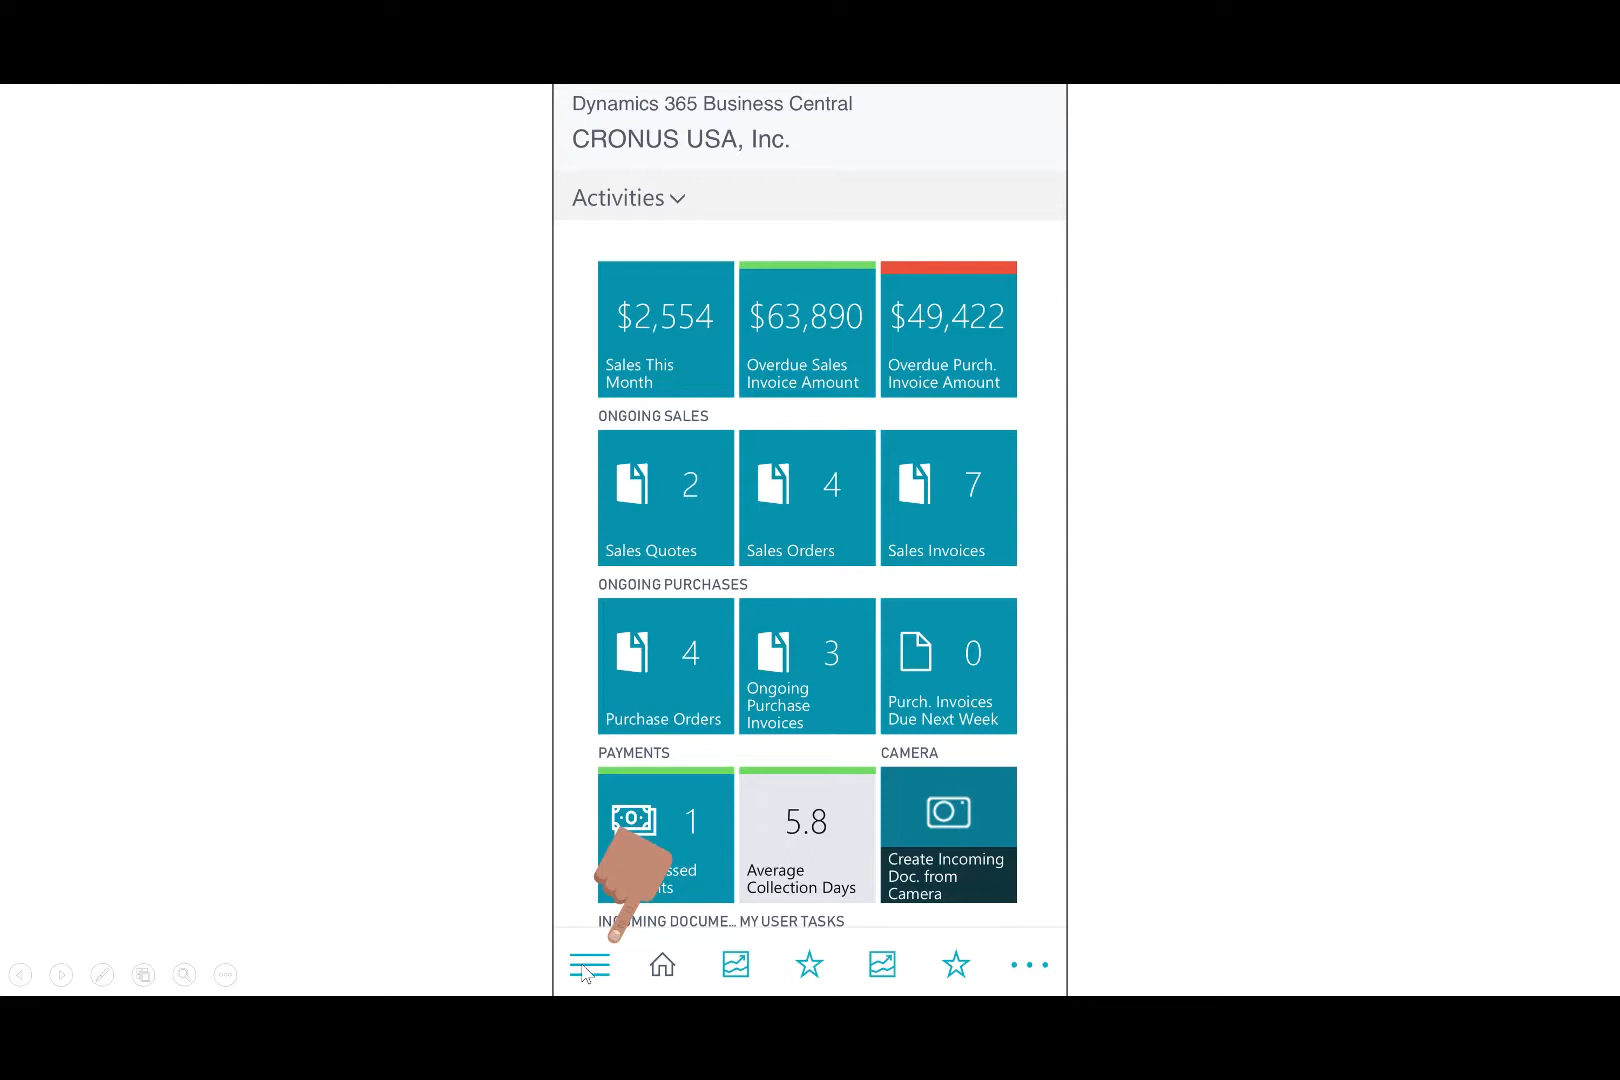 Dynamics 365 Business Central
CRONUS USA, Inc.
Activities
$2,554
Sales This
Month
$63,890
Overdue Sales
Invoice Amount
$49,422
Overdue Purch.
Invoice Amount
ONGOING SALES
2
Sales Quotes
4
Sales Orders
7
Sales Invoices
ONGOING PURCHASES
4
Purchase Orders
3
Ongoing
Purchase
Invoices
0
Purch. Invoices
Due Next Week
PAYMENTS
CAMERA
1
5.8
Average
Collection Days
Create Incoming
Doc. from
Camera
MY USER TASKS